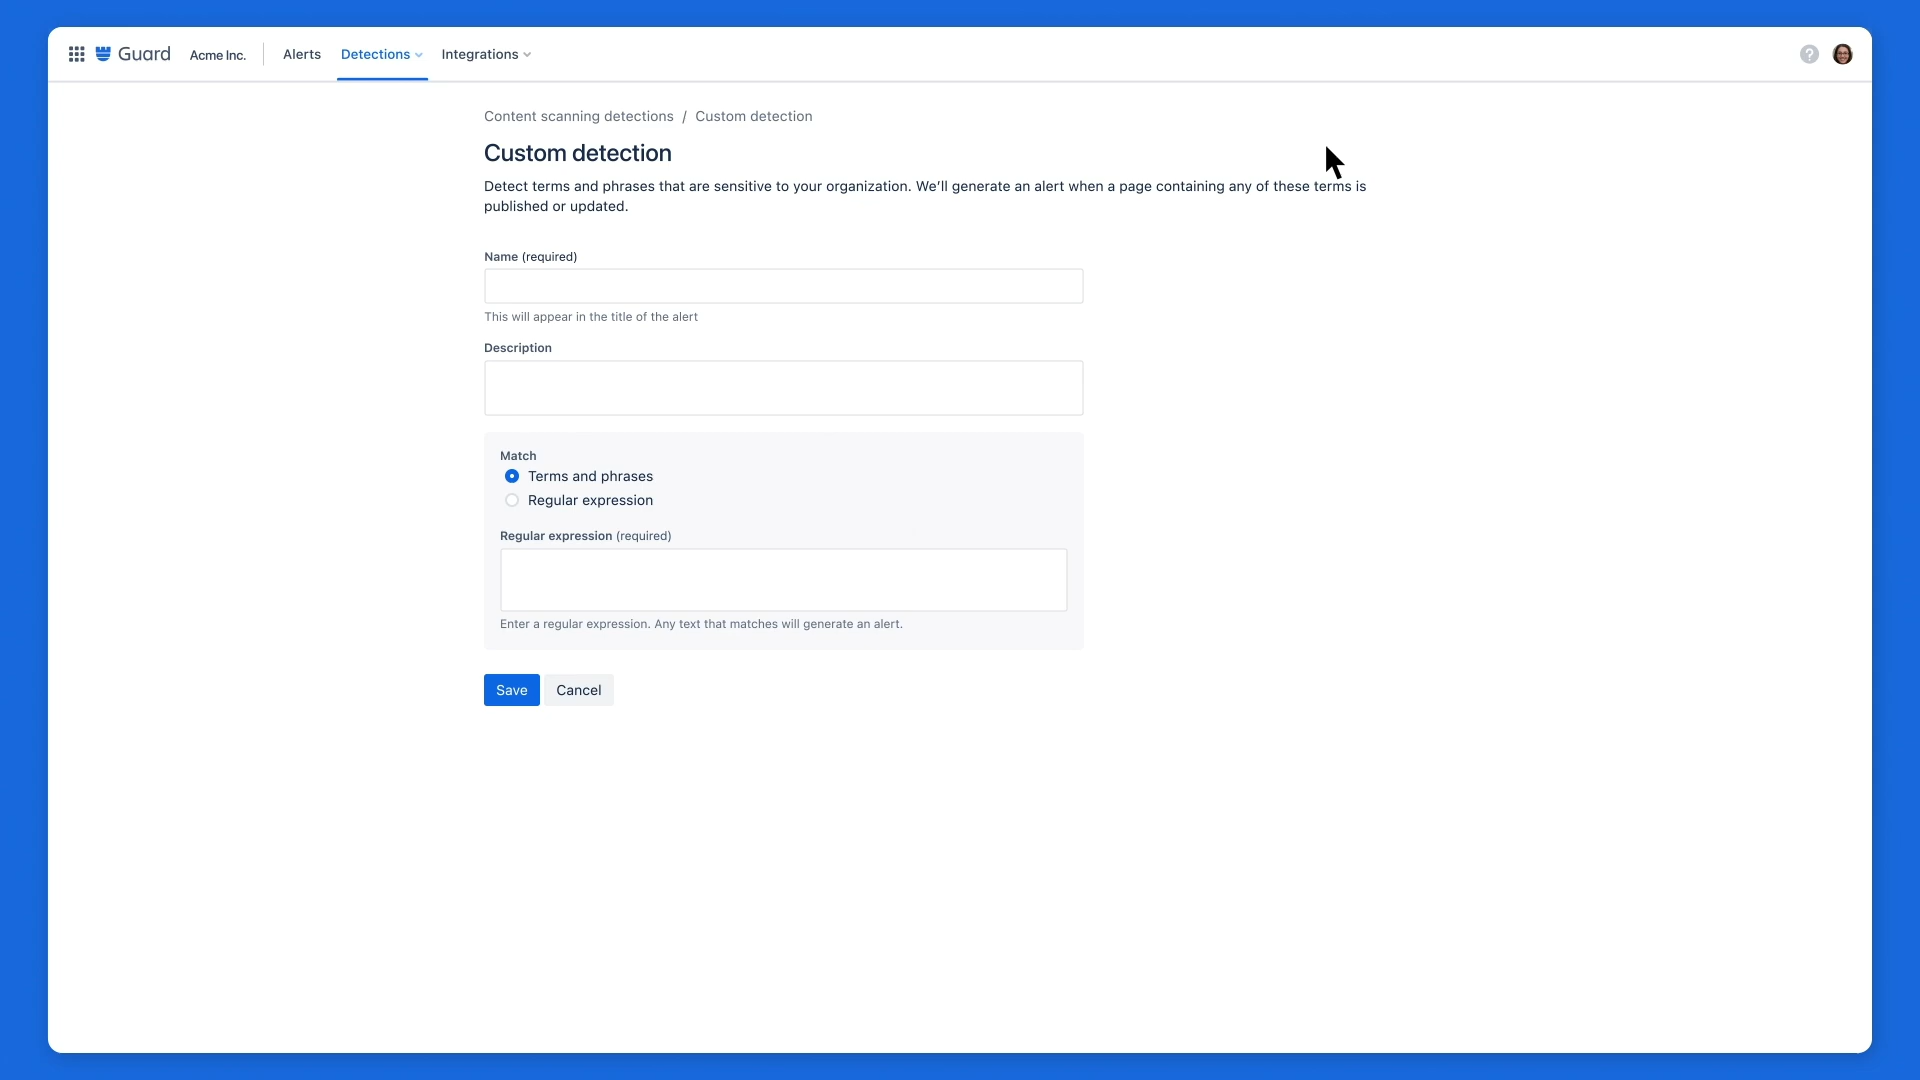 Guard Acme Inc. Alerts Detections Integrations ?
Content scanning detections / Custom detection
Custom detection
Detect terms and phrases that are sensitive to your organization. We’ll generate an alert when a page containing any of these terms is
published or updated.
Name (required)
This will appear in the title of the alert
Description
Match
Terms and phrases
Regular expression
Regular expression (required)
Enter a regular expression. Any text that matches will generate an alert.
Save Cancel